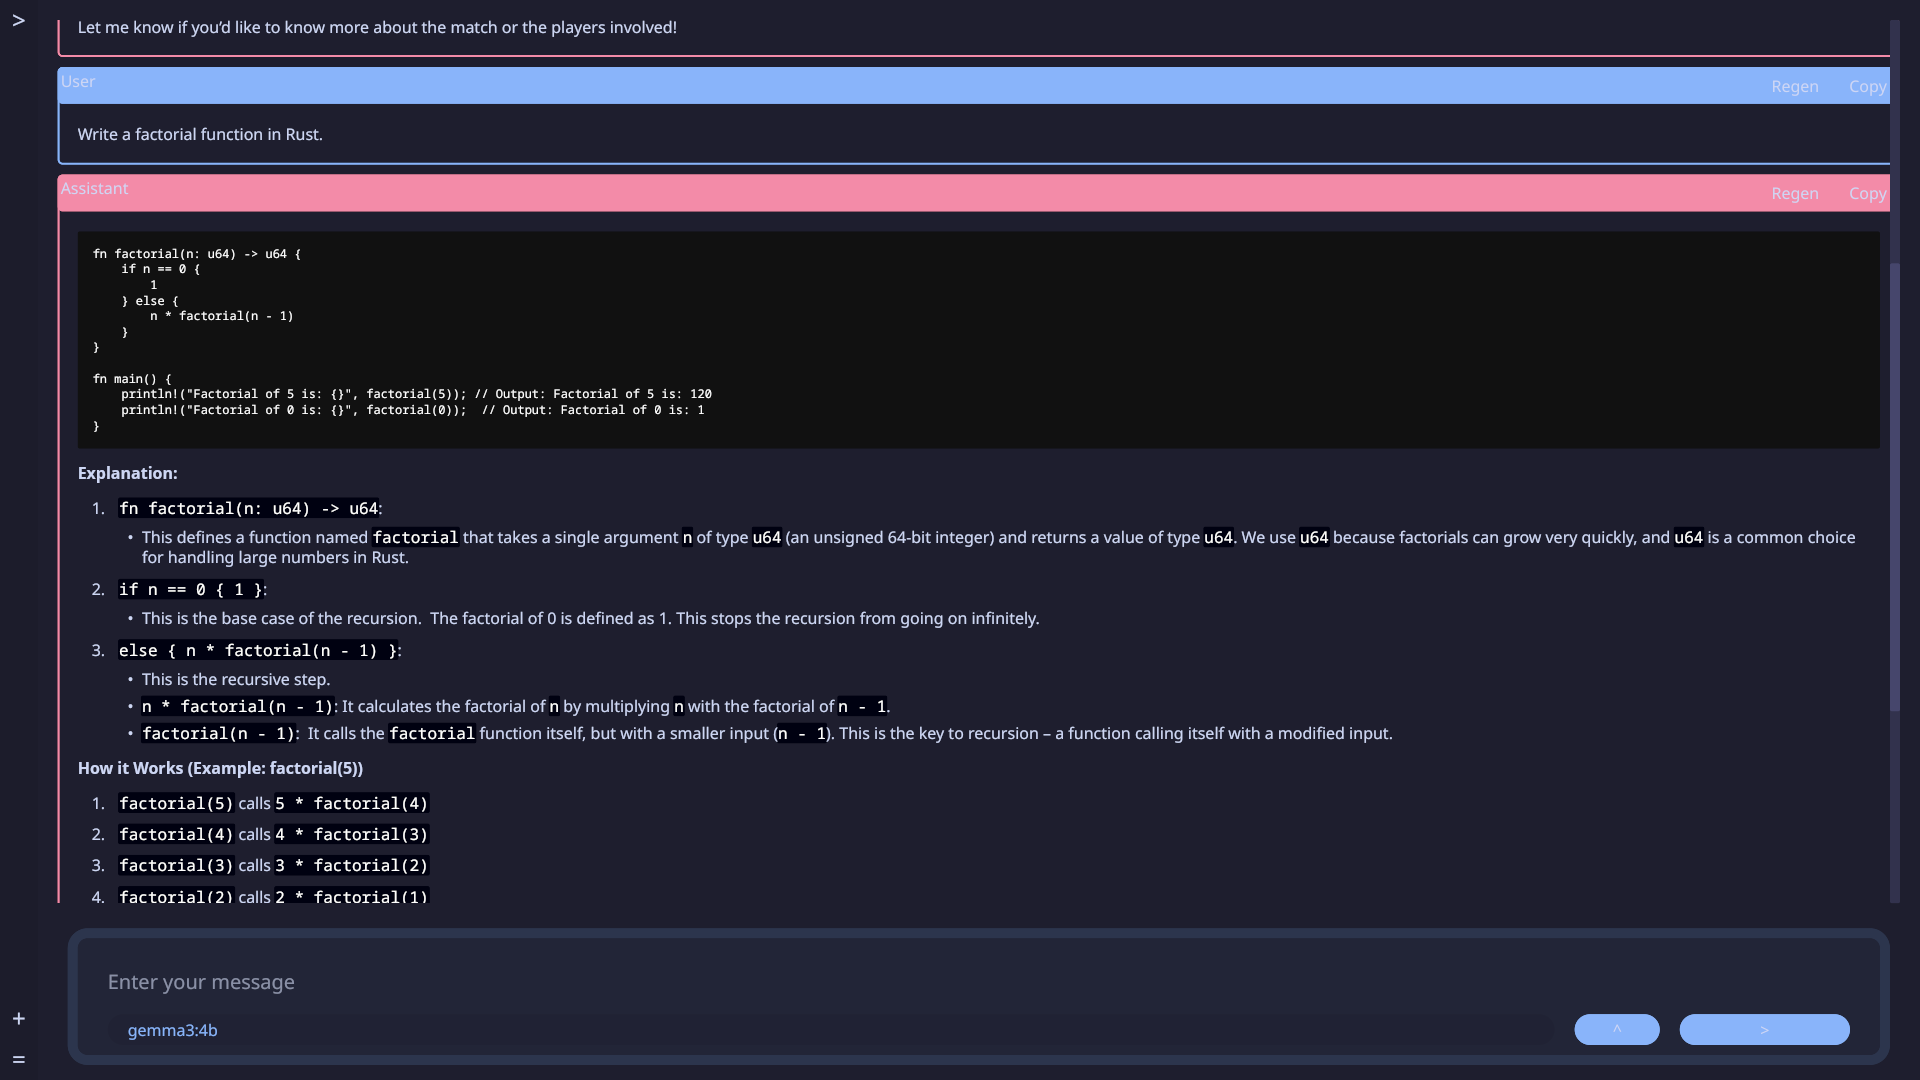 >
Let me know if you'd like to know more about the match or the players involved!
User Regen Copy
Write a factorial function in Rust.
Assistant Regen Copy
fn factorial(n: u64) -> u64 {
    if n == 0 {
        1
    } else {
        n * factorial(n - 1)
    }
}

fn main() {
    println!("Factorial of 5 is: {}", factorial(5)); // Output: Factorial of 5 is: 120
    println!("Factorial of 0 is: {}", factorial(0));  // Output: Factorial of 0 is: 1
}
Explanation:
1. fn factorial(n: u64) -> u64:
• This defines a function named factorial that takes a single argument n of type u64 (an unsigned 64-bit integer) and returns a value of type u64. We use u64 because factorials can grow very quickly, and u64 is a common choice
for handling large numbers in Rust.
2. if n == 0 { 1 }:
• This is the base case of the recursion.  The factorial of 0 is defined as 1. This stops the recursion from going on infinitely.
3. else { n * factorial(n - 1) }:
• This is the recursive step.
• n * factorial(n - 1): It calculates the factorial of n by multiplying n with the factorial of n - 1.
• factorial(n - 1):  It calls the factorial function itself, but with a smaller input (n - 1). This is the key to recursion – a function calling itself with a modified input.
How it Works (Example: factorial(5))
1. factorial(5) calls 5 * factorial(4)
2. factorial(4) calls 4 * factorial(3)
3. factorial(3) calls 3 * factorial(2)
4. factorial(2) calls 2 * factorial(1)
Enter your message
gemma3:4b ^ >
+
=